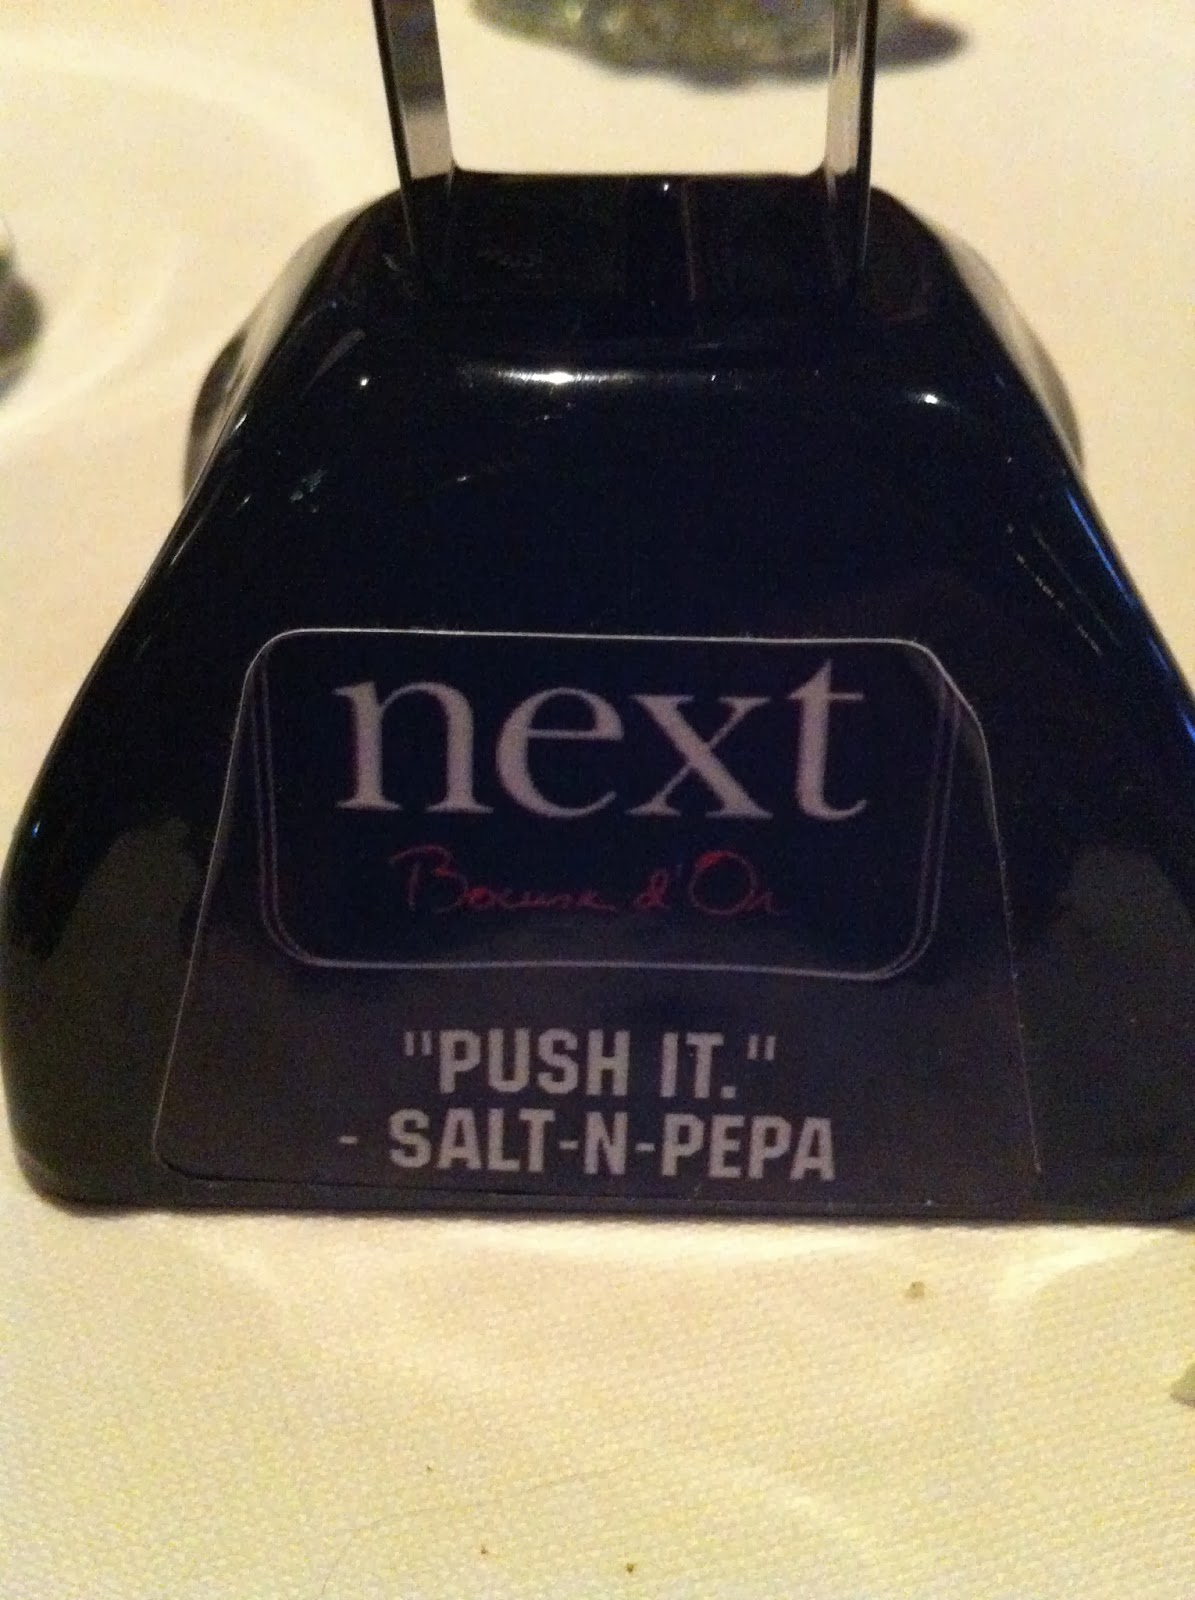 next
Bocuse d'Or
"PUSH IT."
- SALT-N-PEPA